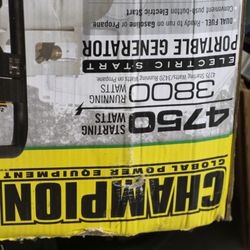 CHAMPION
GLOBAL POWER EQUIPMENT
4750 STARTING WATTS
3800 RUNNING WATTS
4275 Starting Watts/3420 Running Watts on Propane
ELECTRIC START
PORTABLE GENERATOR
DUAL FUEL- Ready to run on Gasoline or Propane
Convenient push-button Electric Start